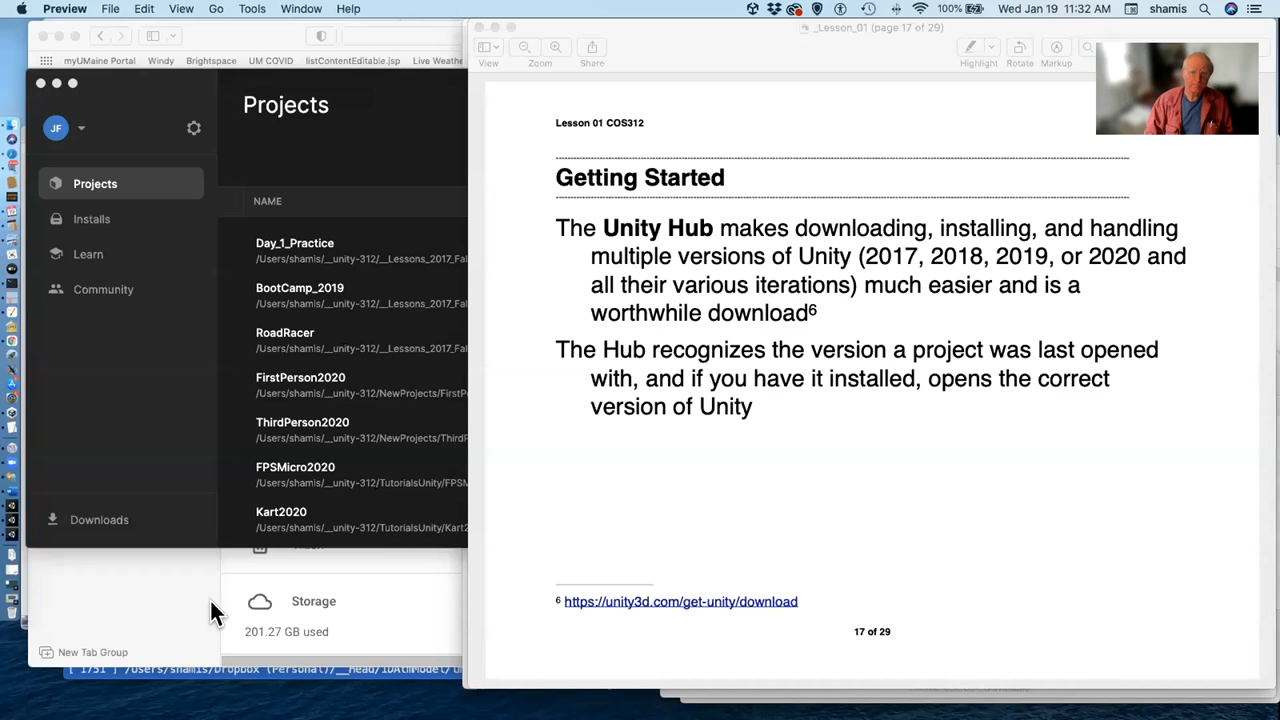 Preview File Edit View Go Tools Window Help
100% Wed Jan 19 11:32 AM shamis
myUMaine Portal Windy Brightspace UM COVID listContentEditable.jsp Live Weathe
JF
Projects
Installs
Learn
Community
Downloads
Projects
NAME
Day_1_Practice
/Users/shamis/__unity-312/__Lessons_2017_Fal
BootCamp_2019
/Users/shamis/__unity-312/__Lessons_2017_Fal
RoadRacer
/Users/shamis/__unity-312/__Lessons_2017_Fal
FirstPerson2020
/Users/shamis/__unity-312/NewProjects/FirstP
ThirdPerson2020
/Users/shamis/__unity-312/NewProjects/ThirdP
FPSMicro2020
/Users/shamis/__unity-312/TutorialsUnity/FPSM
Kart2020
/Users/shamis/__unity-312/TutorialsUnity/Kart2
Storage
201.27 GB used
New Tab Group
_Lesson_01 (page 17 of 29)
View Zoom Share Highlight Rotate Markup
Lesson 01 COS312
Getting Started
The Unity Hub makes downloading, installing, and handling
multiple versions of Unity (2017, 2018, 2019, or 2020 and
all their various iterations) much easier and is a
worthwhile download6
The Hub recognizes the version a project was last opened
with, and if you have it installed, opens the correct
version of Unity
6 https://unity3d.com/get-unity/download
17 of 29